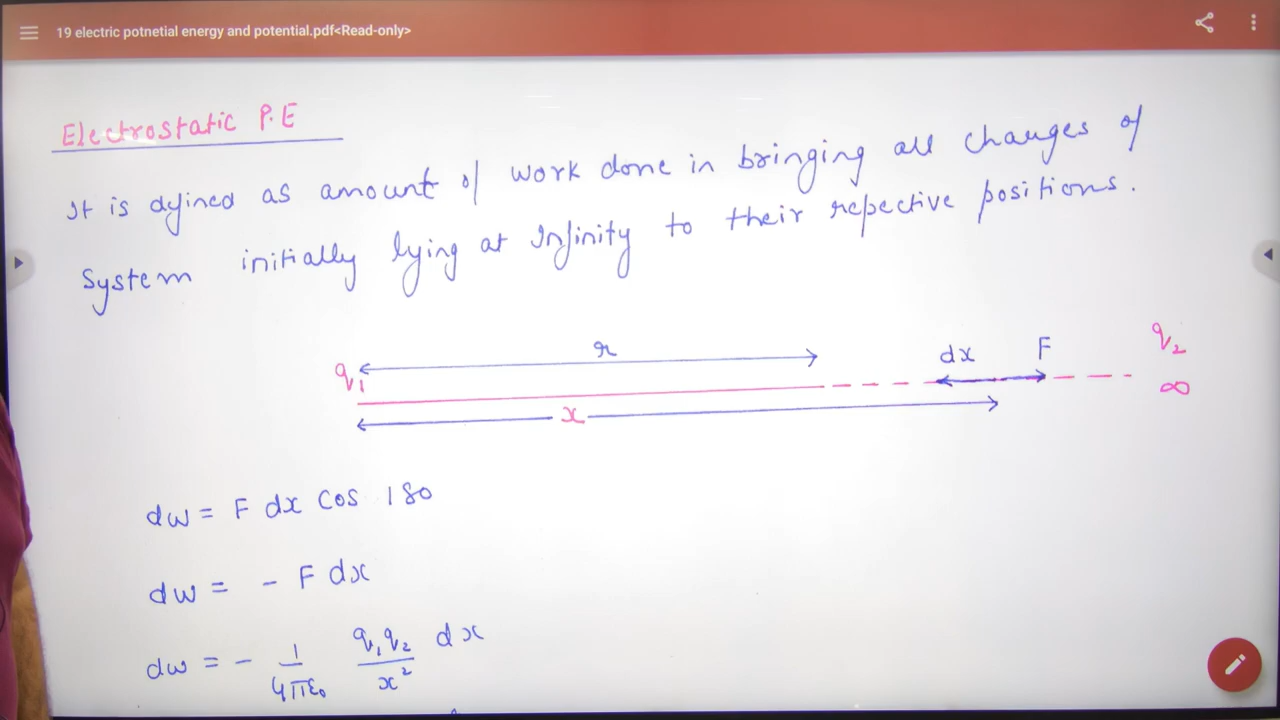 19 electric potnetial energy and potential.pdf<Read-only>
Electrostatic P.E
It is defined as amount of work done in bringing all changes of
System initially lying at Infinity to their repective positions.
r
dx F q₂
q₁
∞
x
dw = F dx cos 180
dw = - F dx
dw = - 1/4πε₀ q₁q₂/x² dx